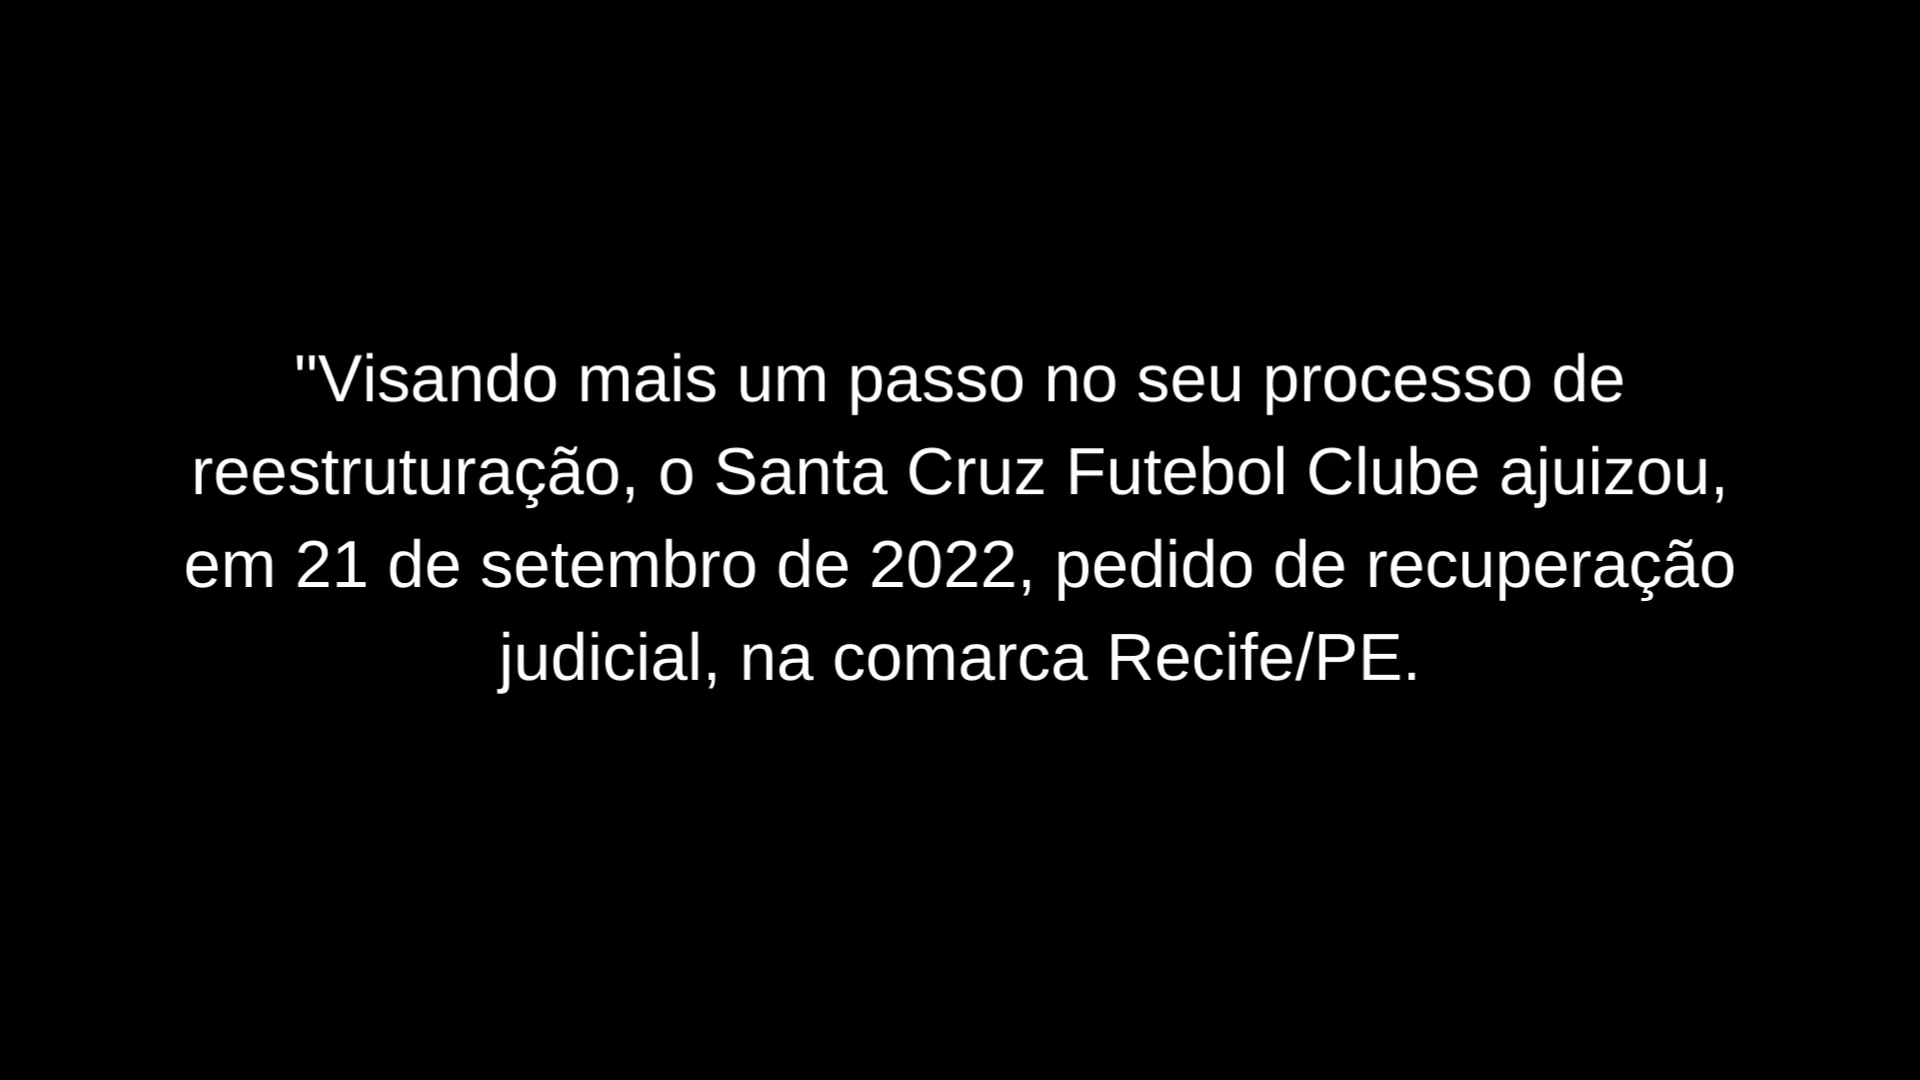 "Visando mais um passo no seu processo de
reestruturação, o Santa Cruz Futebol Clube ajuizou,
em 21 de setembro de 2022, pedido de recuperação
judicial, na comarca Recife/PE.